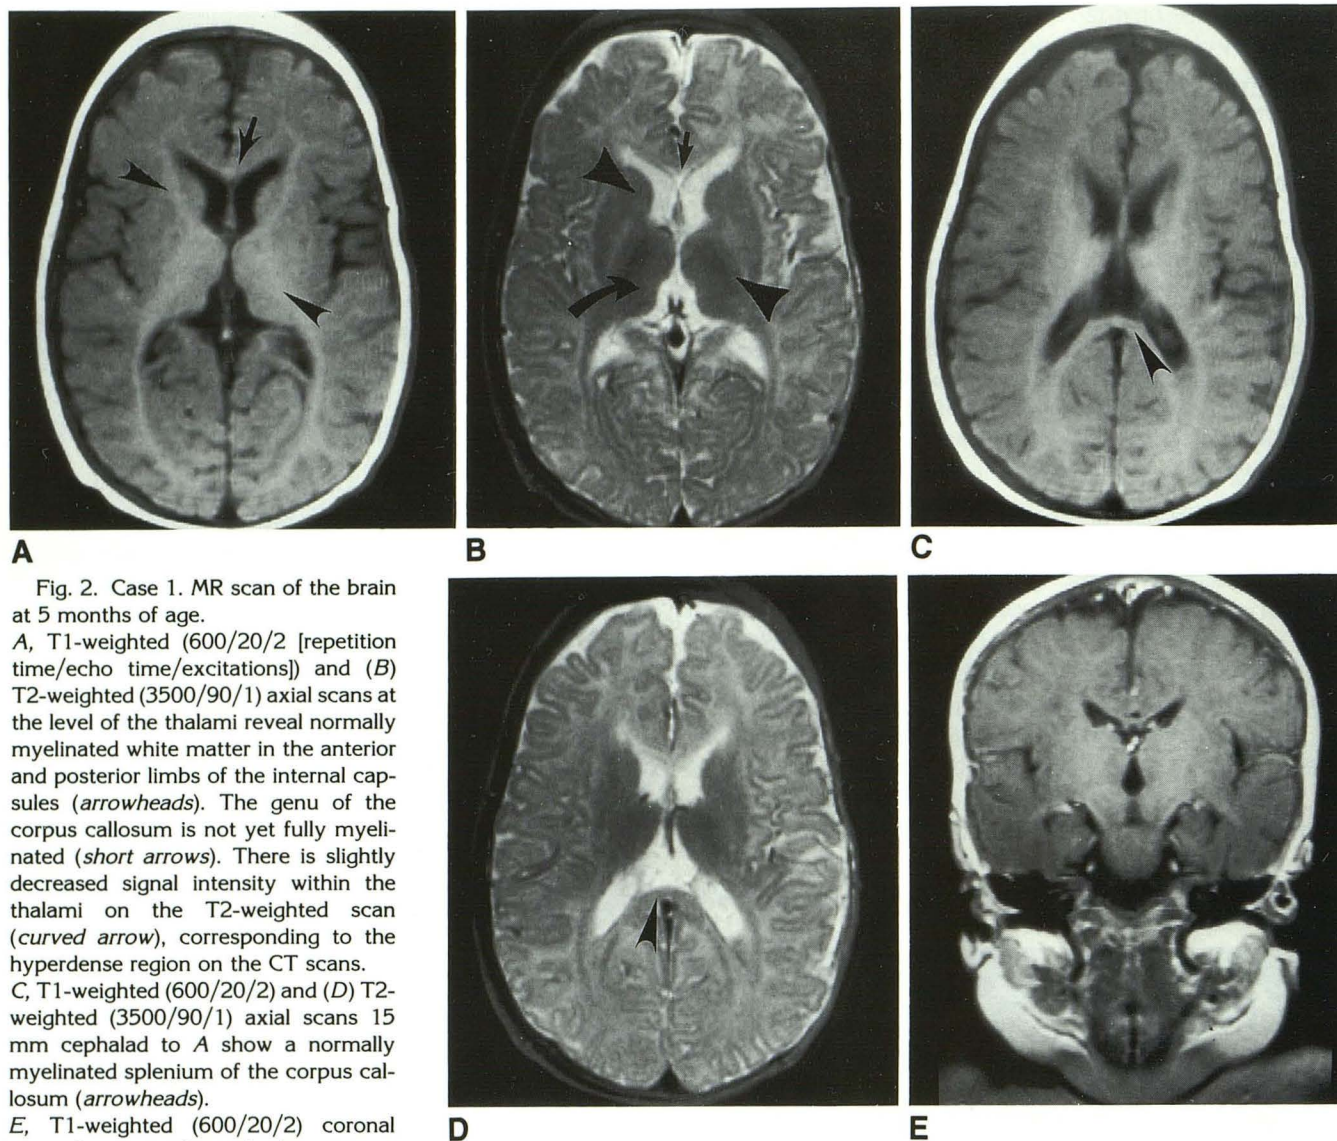 A
B
C
Fig. 2. Case 1. MR scan of the brain
at 5 months of age.
A, T1-weighted (600/20/2 [repetition
time/echo time/excitations]) and (B)
T2-weighted (3500/90/1) axial scans at
the level of the thalami reveal normally
myelinated white matter in the anterior
and posterior limbs of the internal cap-
sules (arrowheads). The genu of the
corpus callosum is not yet fully myeli-
nated (short arrows). There is slightly
decreased signal intensity within the
thalami on the T2-weighted scan
(curved arrow), corresponding to the
hyperdense region on the CT scans.
C, T1-weighted (600/20/2) and (D) T2-
weighted (3500/90/1) axial scans 15
mm cephalad to A show a normally
myelinated splenium of the corpus cal-
losum (arrowheads).
E, T1-weighted (600/20/2) coronal
D
E